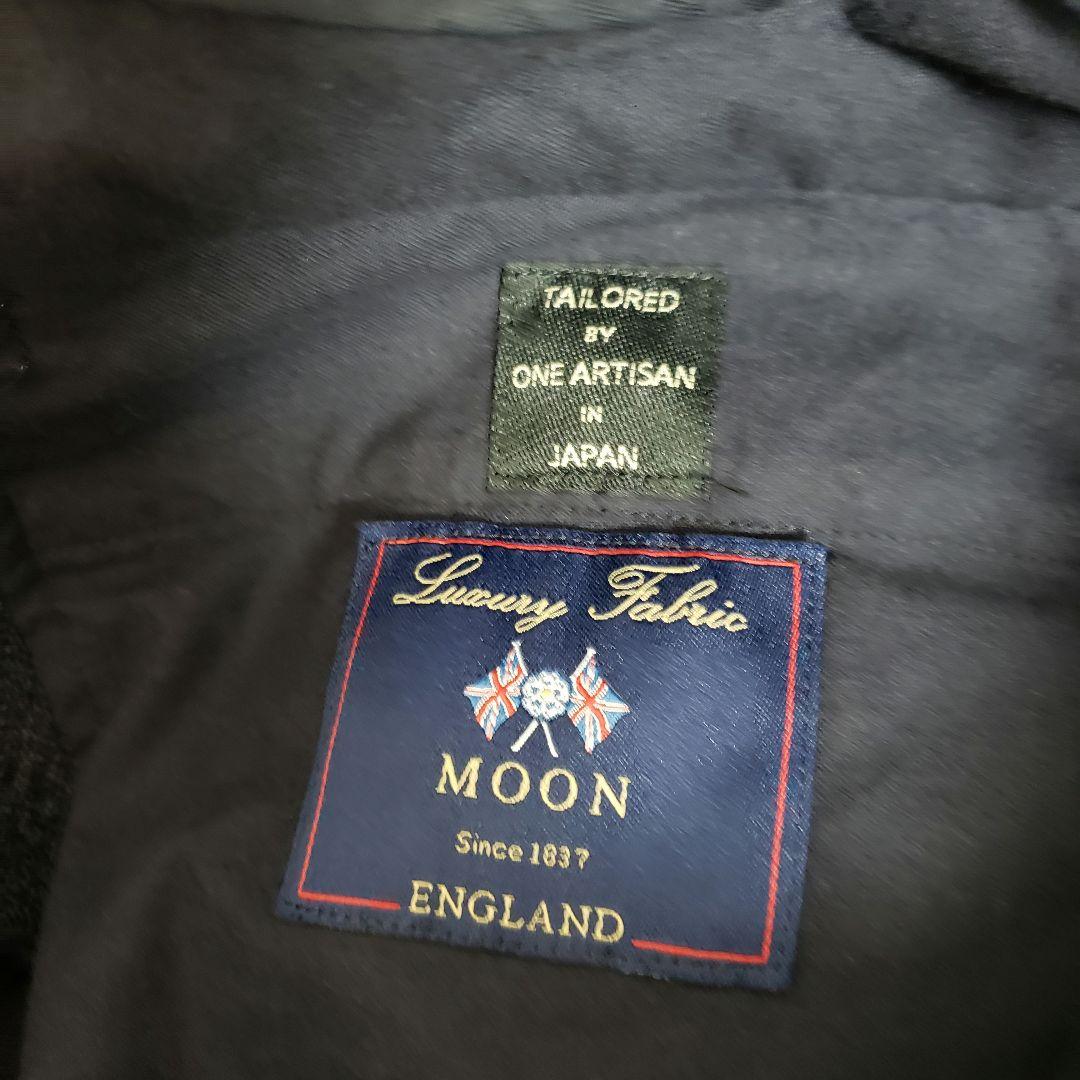 TAILORED
BY
ONE ARTISAN
IN
JAPAN
Luxury Fabric
MOON
Since 1837
ENGLAND